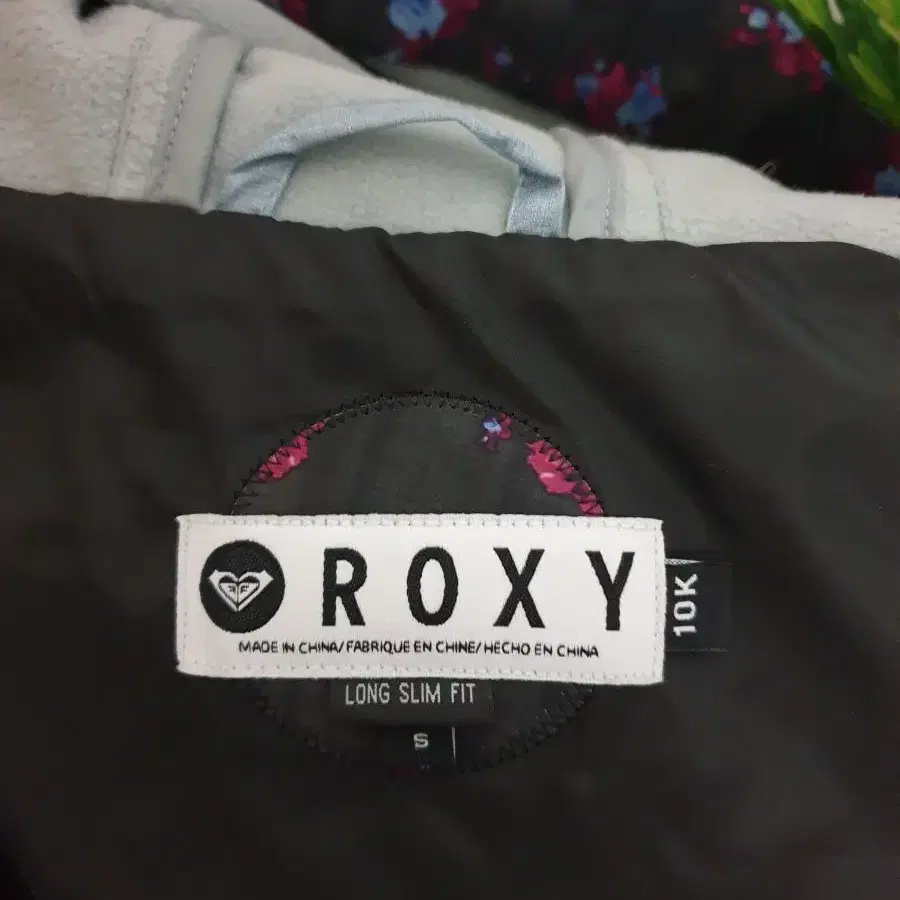 ROXY
MADE IN CHINA/FABRIQUE EN CHINE/HECHO EN CHINA
10K
LONG SLIM FIT
S